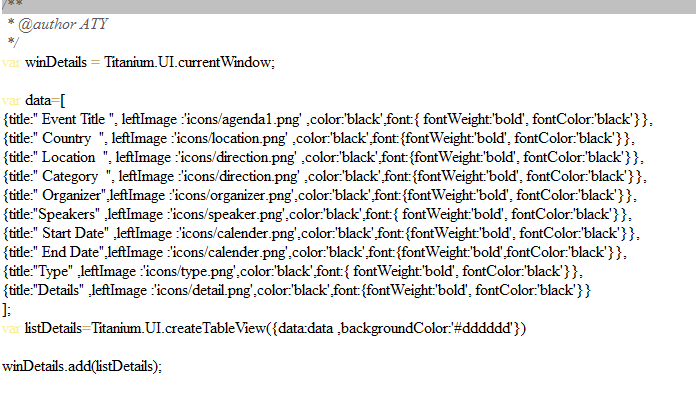 /**
* @author ATY
*/
var winDetails = Titanium.UI.currentWindow;
var data=[
{title:" Event Title ", leftImage :'icons/agenda1.png' ,color:'black',font:{ fontWeight:'bold', fontColor:'black'}},
{title:" Country  ", leftImage :'icons/location.png' ,color:'black',font:{fontWeight:'bold', fontColor:'black'}},
{title:" Location  ", leftImage :'icons/direction.png' ,color:'black',font:{fontWeight:'bold', fontColor:'black'}},
{title:" Category  ", leftImage :'icons/direction.png' ,color:'black',font:{fontWeight:'bold', fontColor:'black'}},
{title:" Organizer",leftImage :'icons/organizer.png',color:'black',font:{fontWeight:'bold', fontColor:'black'}},
{title:"Speakers" ,leftImage :'icons/speaker.png',color:'black',font:{ fontWeight:'bold', fontColor:'black'}},
{title:" Start Date" ,leftImage :'icons/calender.png',color:'black',font:{fontWeight:'bold', fontColor:'black'}},
{title:" End Date",leftImage :'icons/calender.png',color:'black',font:{fontWeight:'bold',fontColor:'black'}},
{title:"Type" ,leftImage :'icons/type.png',color:'black',font:{ fontWeight:'bold', fontColor:'black'}},
{title:"Details" ,leftImage :'icons/detail.png',color:'black',font:{fontWeight:'bold', fontColor:'black'}}
];
var listDetails=Titanium.UI.createTableView({data:data ,backgroundColor:'#dddddd'})
winDetails.add(listDetails);